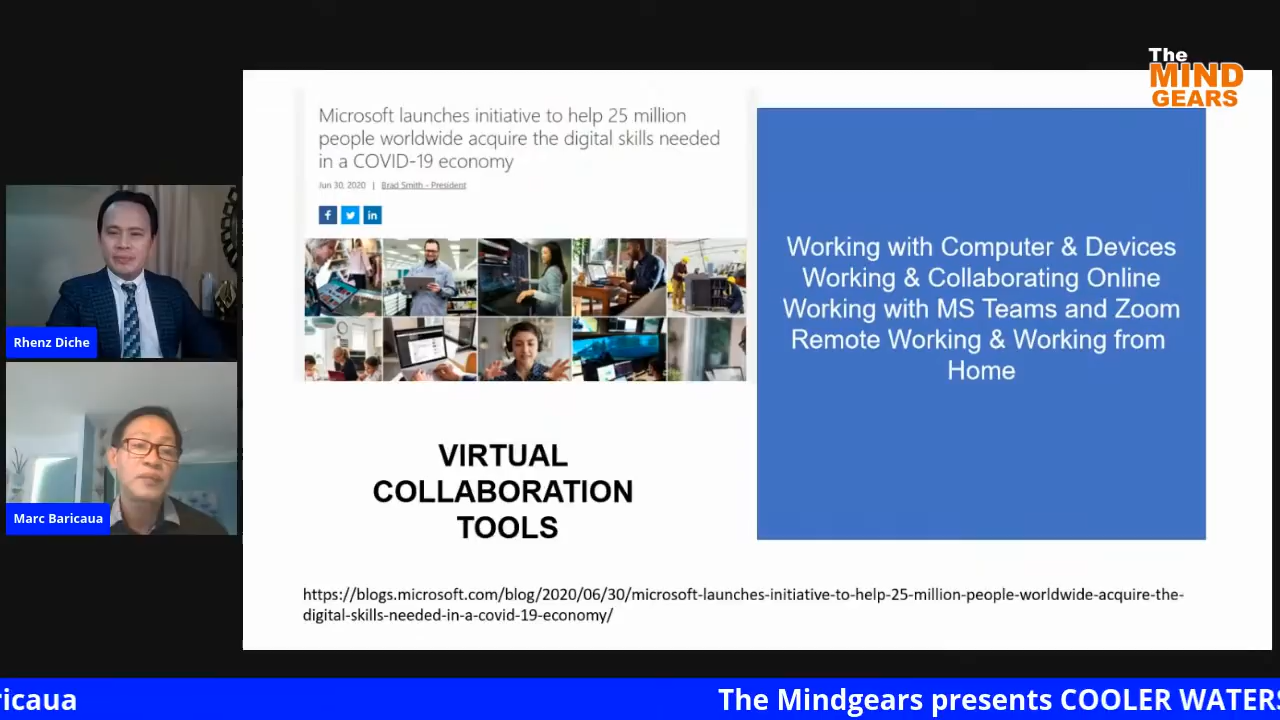 The
MIND
GEARS
Microsoft launches initiative to help 25 million
people worldwide acquire the digital skills needed
in a COVID-19 economy
Jun 30, 2020 | Brad Smith - President
Working with Computer & Devices
Working & Collaborating Online
Working with MS Teams and Zoom
Remote Working & Working from
Home
Rhenz Diche
Marc Baricaua
VIRTUAL
COLLABORATION
TOOLS
https://blogs.microsoft.com/blog/2020/06/30/microsoft-launches-initiative-to-help-25-million-people-worldwide-acquire-the-
digital-skills-needed-in-a-covid-19-economy/
ricaua The Mindgears presents COOLER WATERS